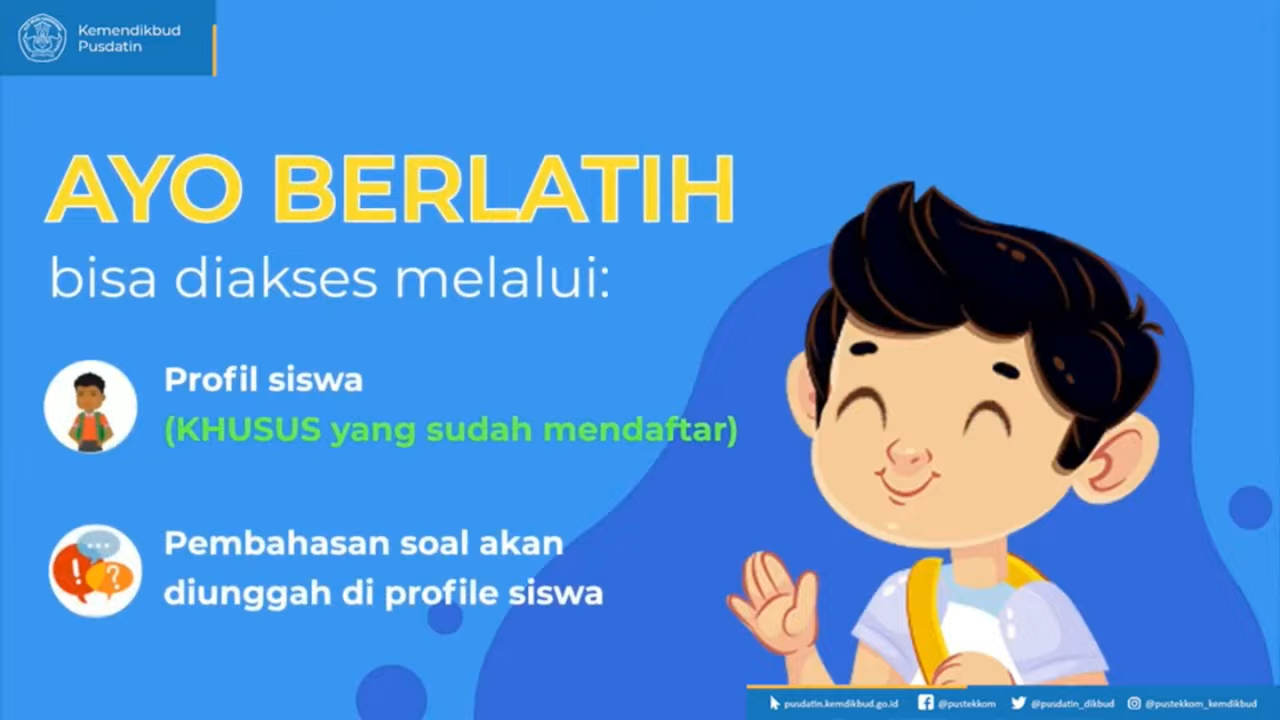 Kemendikbud
Pusdatin
AYO BERLATIH
bisa diakses melalui:
Profil siswa
(KHUSUS yang sudah mendaftar)
Pembahasan soal akan
diunggah di profile siswa
pusdatin.kemdikbud.go.id @pustekkom @pusdatin_dikbud @pustekkom_kemdikbud